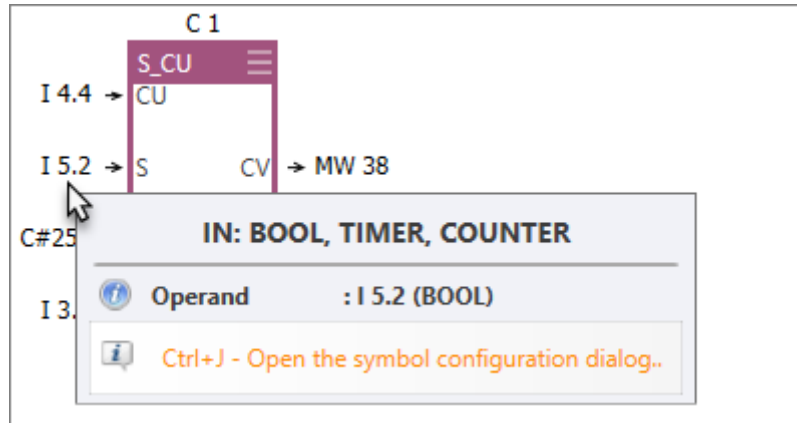 C 1
S_CU
I 4.4 → CU
I 5.2 → S CV → MW 38
C#25
IN: BOOL, TIMER, COUNTER
Operand : I 5.2 (BOOL)
I 3.
Ctrl+J - Open the symbol configuration dialog..